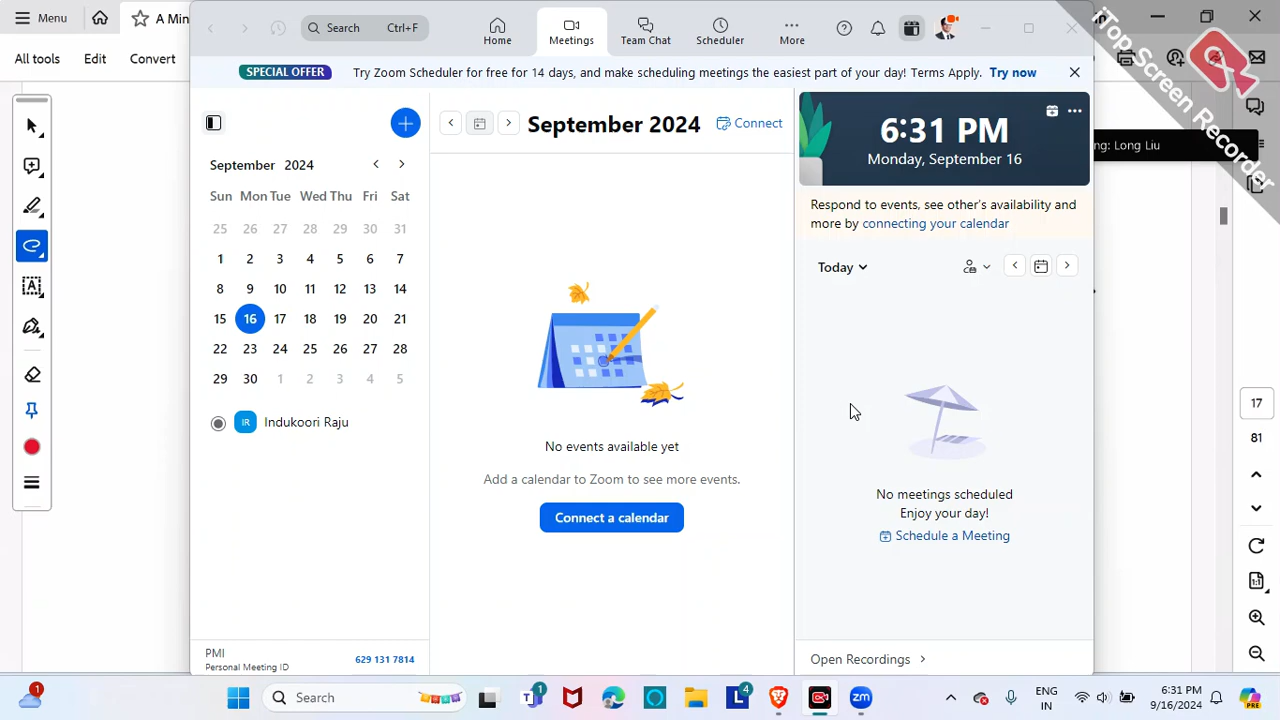 Menu
A Min
Search
Ctrl+F
Home
Meetings
Team Chat
Scheduler
More
iTop Screen Recorder
All tools
Edit
Convert
SPECIAL OFFER
Try Zoom Scheduler for free for 14 days, and make scheduling meetings the easiest part of your day! Terms Apply. Try now
September 2024
Sun Mon Tue Wed Thu Fri Sat
25 26 27 28 29 30 31
1 2 3 4 5 6 7
8 9 10 11 12 13 14
15 16 17 18 19 20 21
22 23 24 25 26 27 28
29 30 1 2 3 4 5
IR Indukoori Raju
PMI
Personal Meeting ID
629 131 7814
September 2024
Connect
No events available yet
Add a calendar to Zoom to see more events.
Connect a calendar
6:31 PM
Monday, September 16
ng: Long Liu
Respond to events, see other's availability and
more by connecting your calendar
Today
No meetings scheduled
Enjoy your day!
Schedule a Meeting
Open Recordings
17
81
1:1
1
Search
1
4
zm
ENG
IN
6:31 PM
9/16/2024
PRE